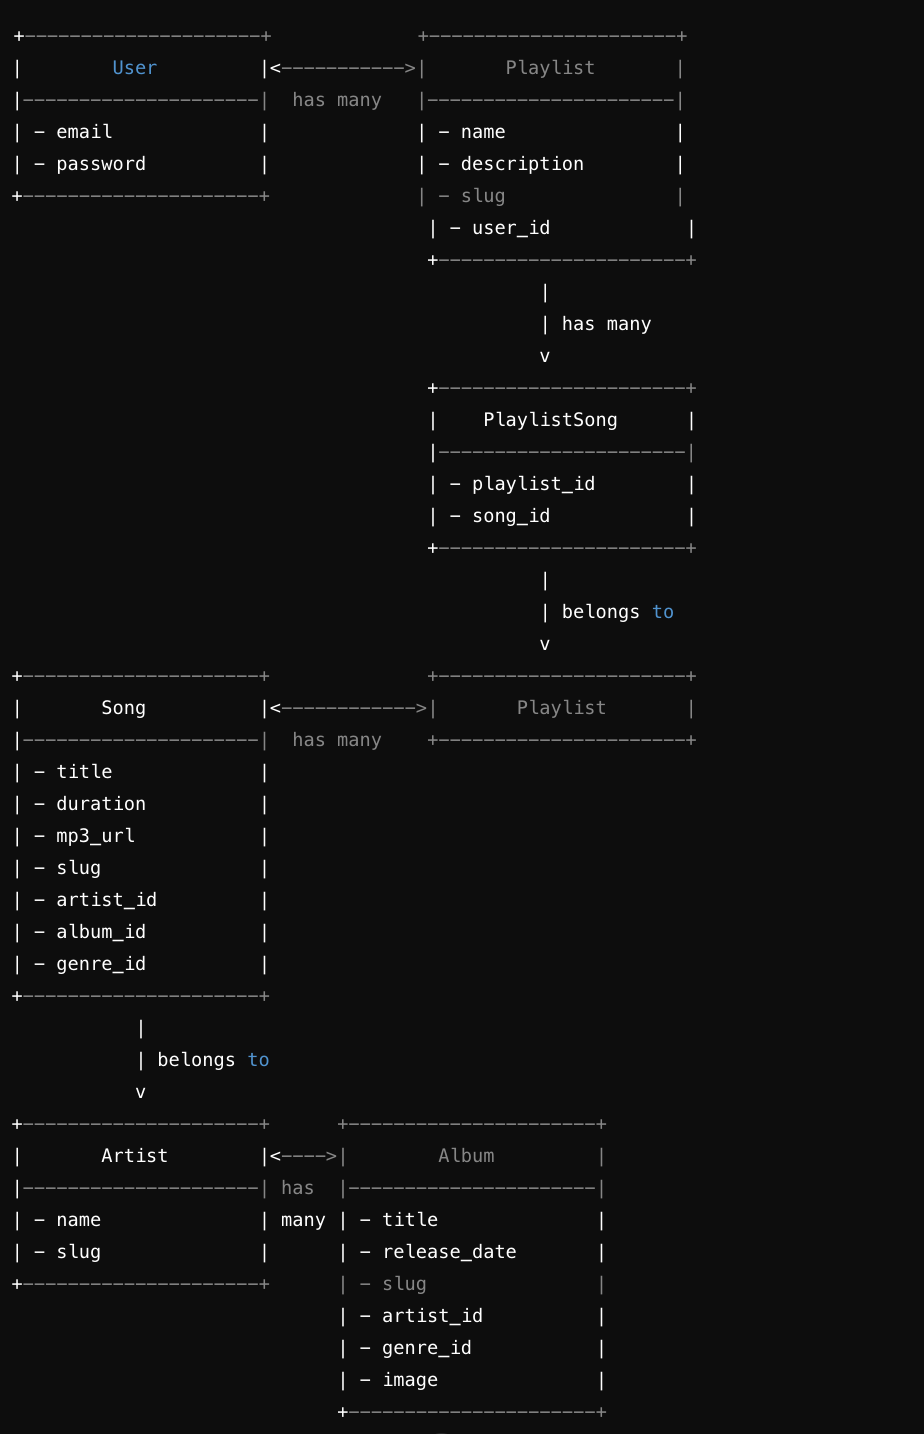 +---------------------+             +----------------------+
|        User         |<----------->|       Playlist       |
|---------------------|  has many   |----------------------|
| - email             |             | - name               |
| - password          |             | - description        |
+---------------------+             | - slug               |
                                     | - user_id            |
                                     +----------------------+
                                               |
                                               | has many
                                               v
                                     +----------------------+
                                     |    PlaylistSong      |
                                     |----------------------|
                                     | - playlist_id        |
                                     | - song_id            |
                                     +----------------------+
                                               |
                                               | belongs to
                                               v
+---------------------+              +----------------------+
|       Song          |<------------>|       Playlist       |
|---------------------|  has many    +----------------------+
| - title             |
| - duration          |
| - mp3_url           |
| - slug              |
| - artist_id         |
| - album_id          |
| - genre_id          |
+---------------------+
           |
           | belongs to
           v
+---------------------+      +----------------------+
|       Artist        |<---->|        Album         |
|---------------------| has  |----------------------|
| - name              | many | - title              |
| - slug              |      | - release_date       |
+---------------------+      | - slug               |
                             | - artist_id          |
                             | - genre_id           |
                             | - image              |
                             +----------------------+